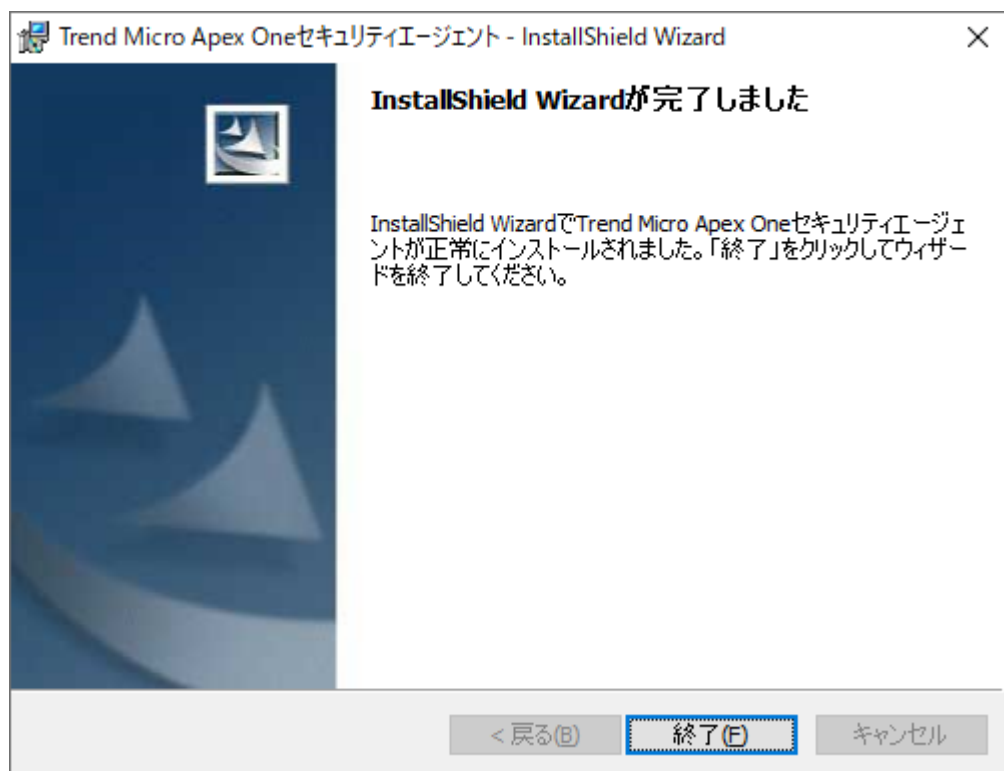 Trend Micro Apex Oneセキュリティエージェント - InstallShield Wizard
InstallShield Wizardが完了しました
InstallShield WizardでTrend Micro Apex Oneセキュリティエージェ
ントが正常にインストールされました。「終了」をクリックしてウィザー
ドを終了してください。
< 戻る(B) 終了(F) キャンセル